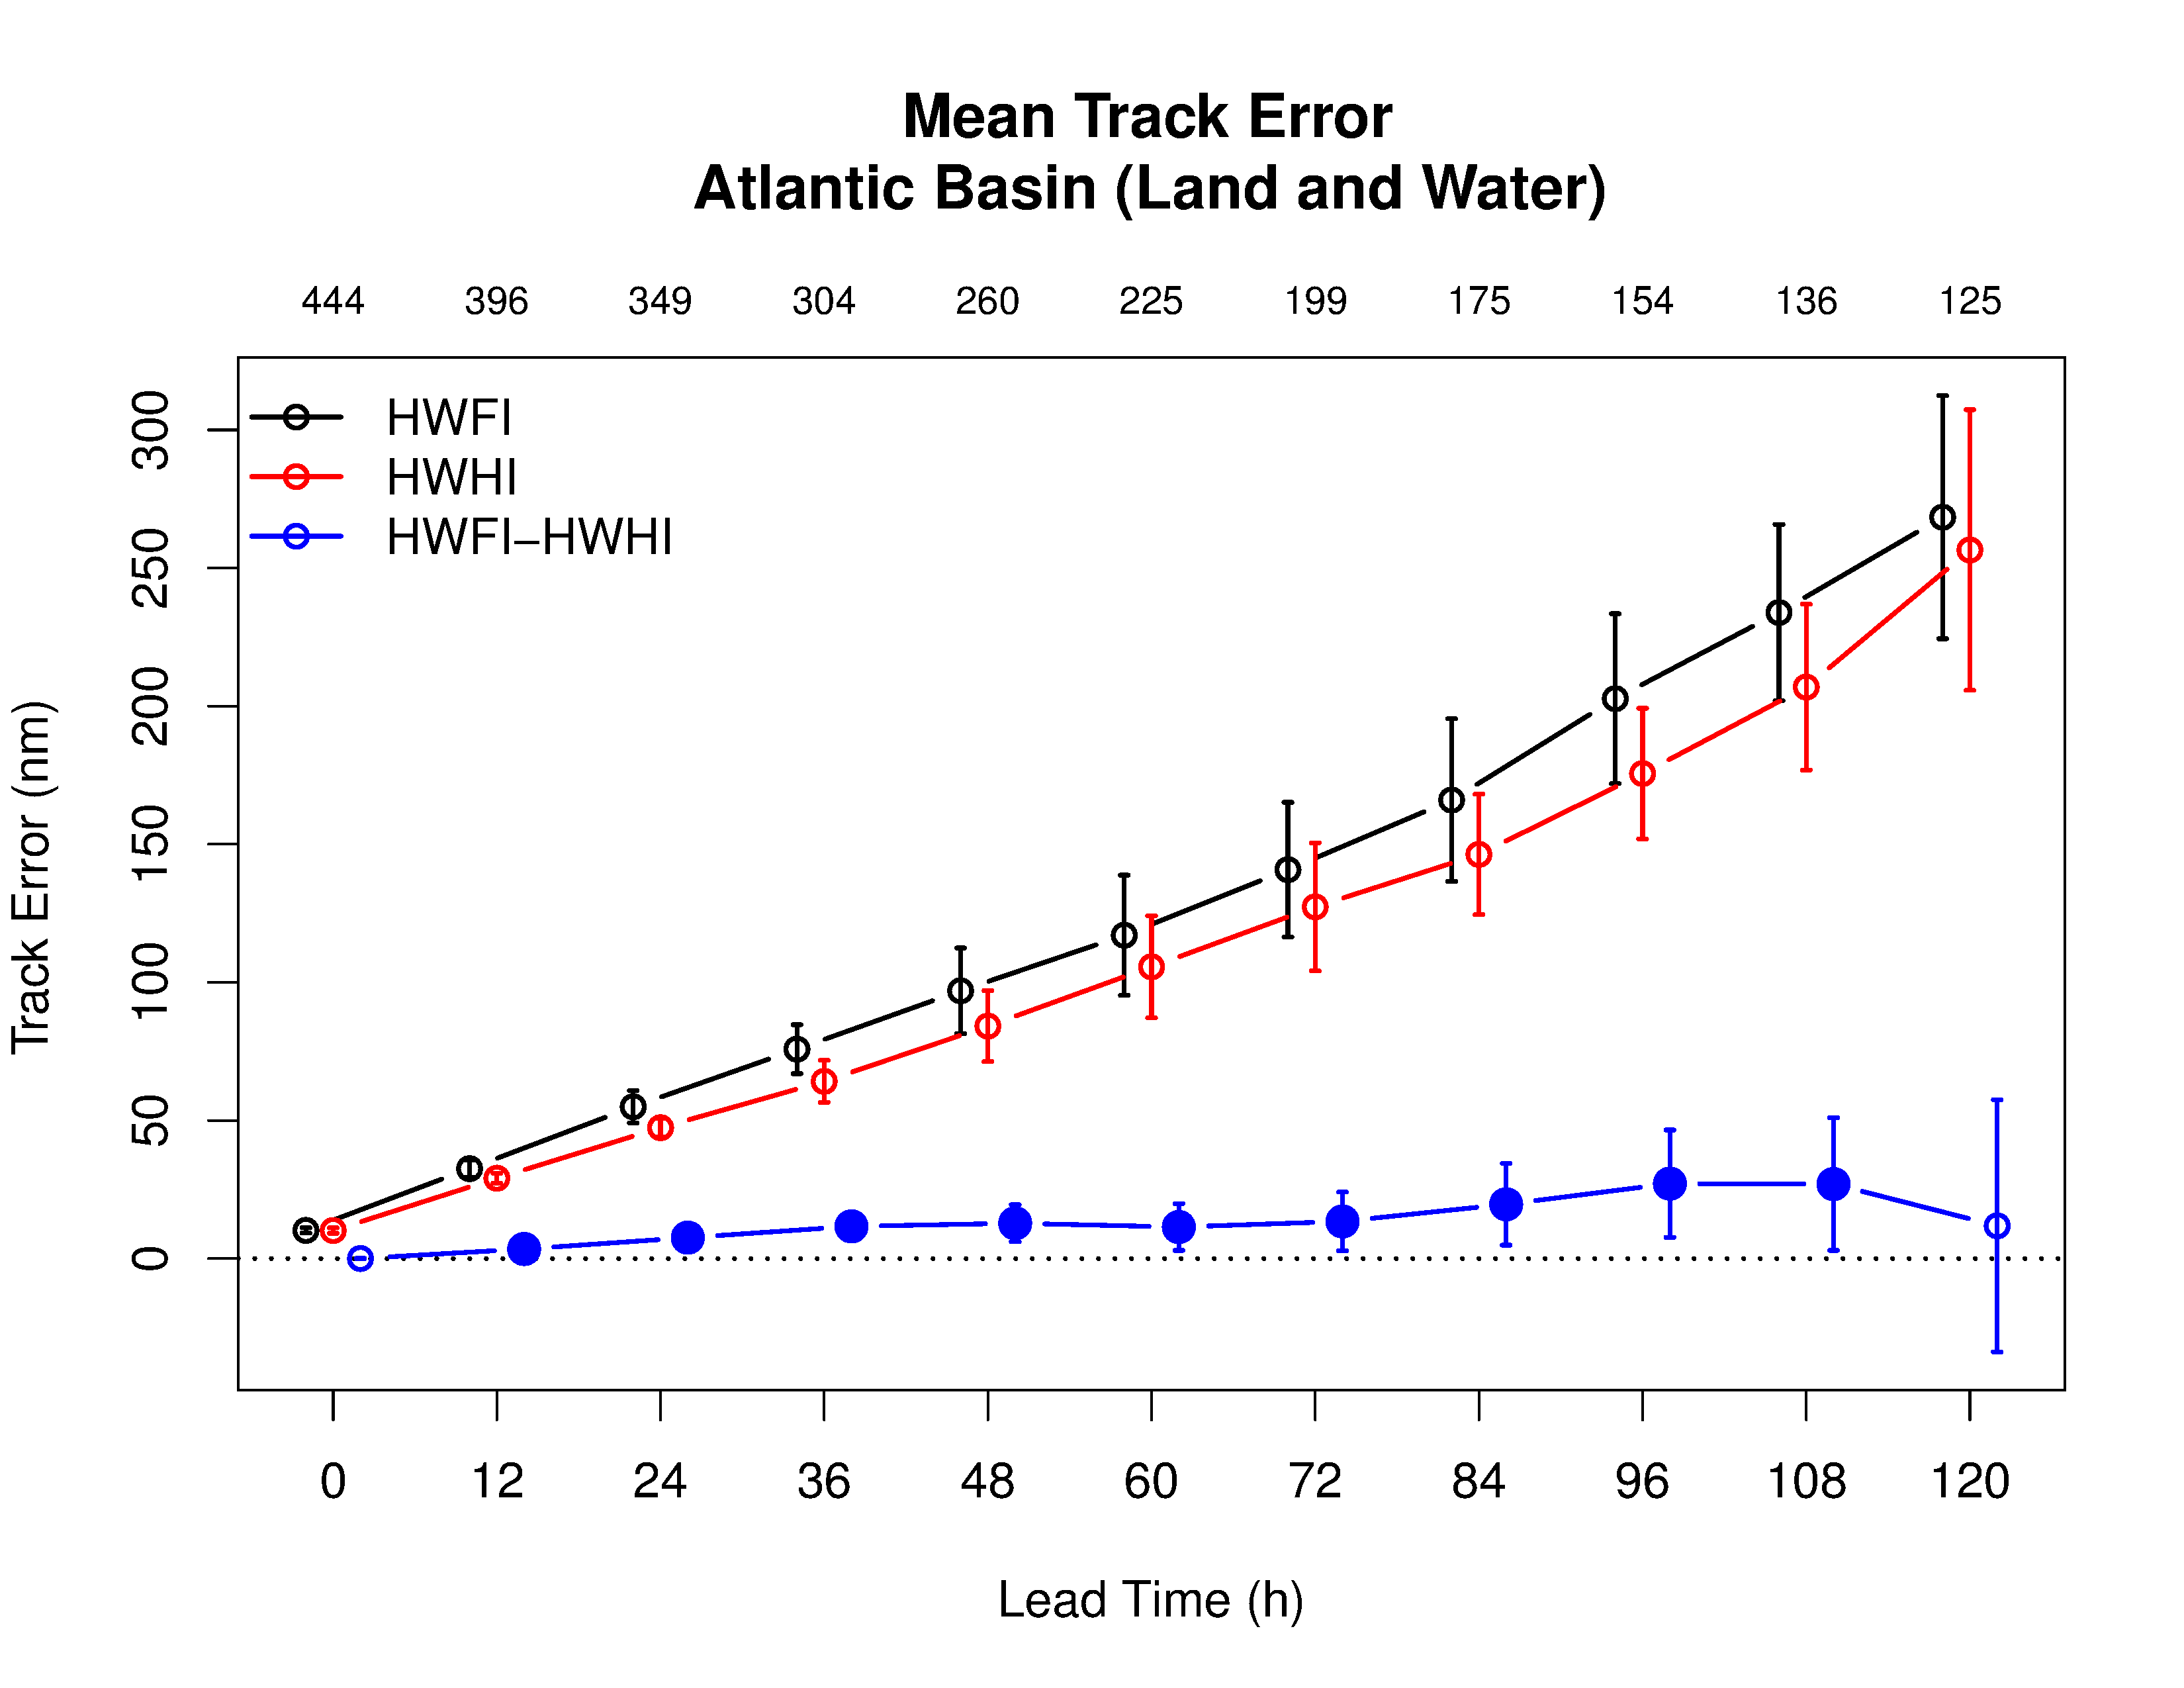 Mean Track Error
Atlantic Basin (Land and Water)
444 396 349 304 260 225 199 175 154 136 125
HWFI
HWHI
HWFI−HWHI
Track Error (nm)
300
250
200
150
100
50
0
0 12 24 36 48 60 72 84 96 108 120
Lead Time (h)